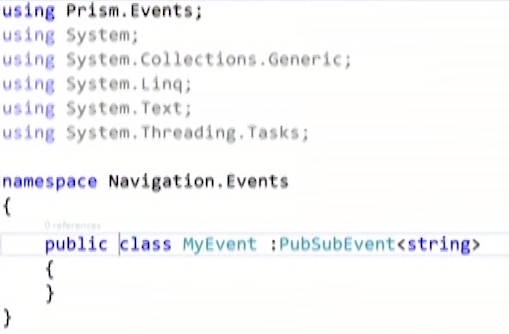 using Prism.Events;
using System;
using System.Collections.Generic;
using System.Linq;
using System.Text;
using System.Threading.Tasks;
namespace Navigation.Events
{
0 references
public class MyEvent :PubSubEvent<string>
{
}
}